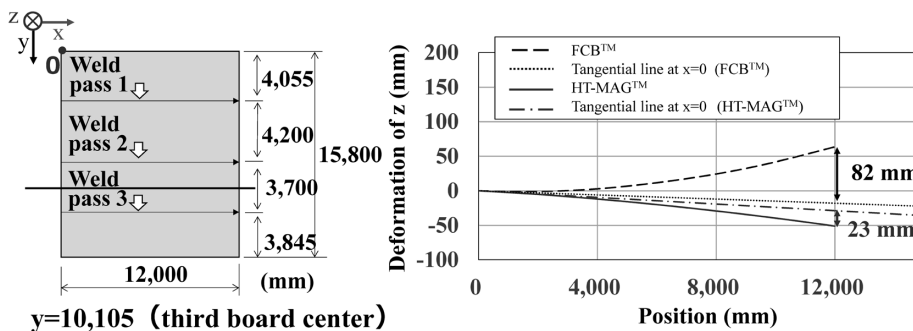 z
x
y
0
Weld
pass 1
4,055
Weld
pass 2
4,200
15,800
Weld
pass 3
3,700
3,845
12,000
(mm)
y=10,105（third board center）
Deformation of z (mm)
200
150
100
50
0
-50
-100
FCB™
Tangential line at x=0 (FCB™)
HT-MAG™
Tangential line at x=0 (HT-MAG™)
82 mm
23 mm
0
4,000
8,000
12,000
Position (mm)